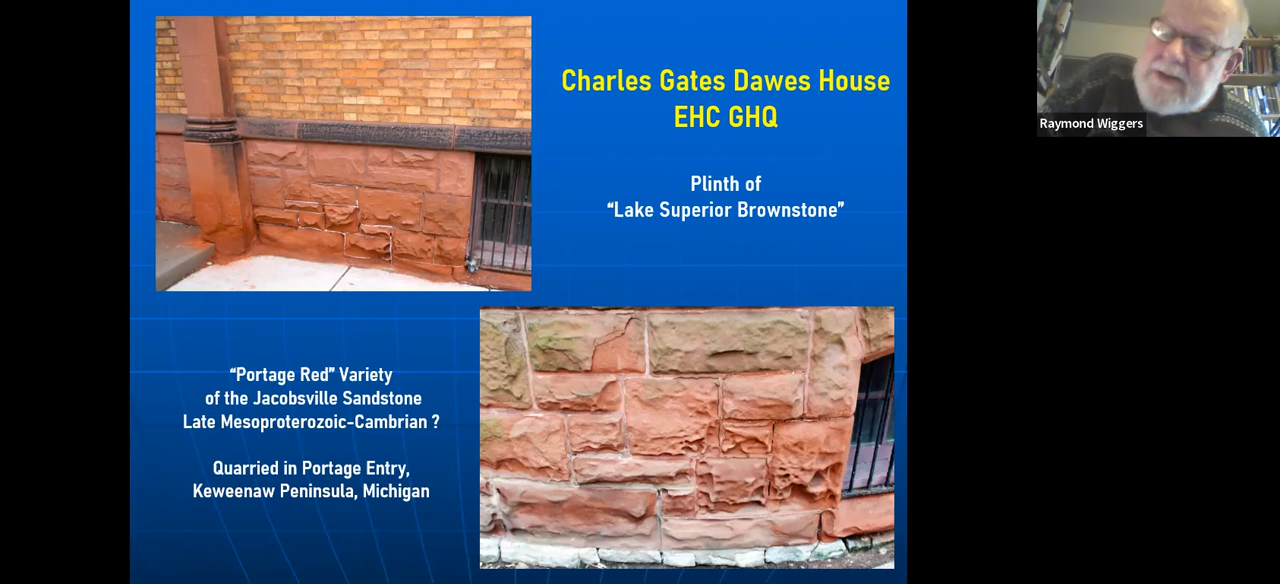 Charles Gates Dawes House
EHC GHQ
Plinth of
“Lake Superior Brownstone”
“Portage Red” Variety
of the Jacobsville Sandstone
Late Mesoproterozoic-Cambrian ?
Quarried in Portage Entry,
Keweenaw Peninsula, Michigan
Raymond Wiggers